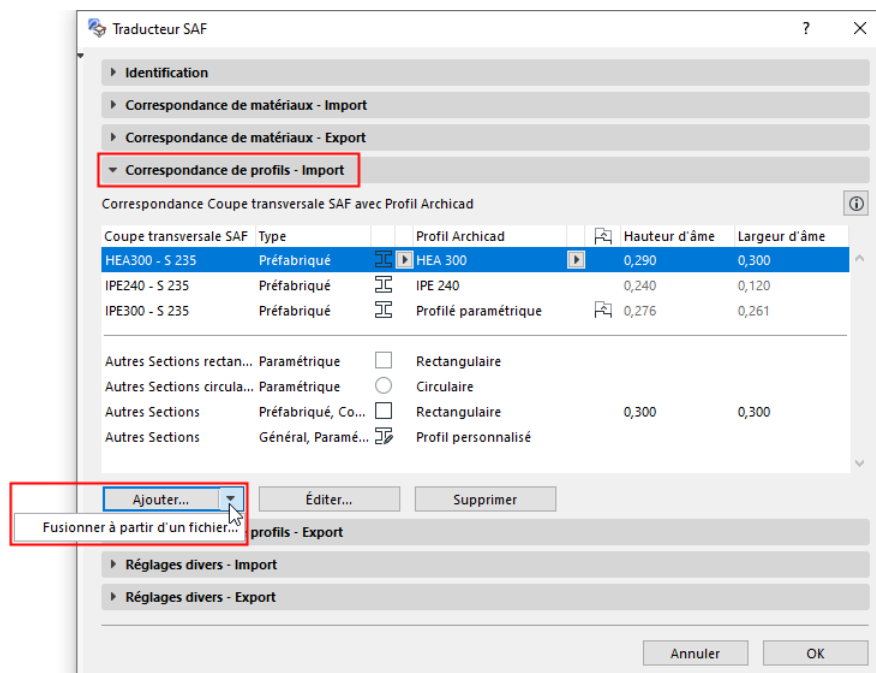 Traducteur SAF ?
Identification
Correspondance de matériaux - Import
Correspondance de matériaux - Export
Correspondance de profils - Import
Correspondance Coupe transversale SAF avec Profil Archicad
Coupe transversale SAF Type Profil Archicad Hauteur d'âme Largeur d'âme
HEA300 - S 235 Préfabriqué HEA 300 0,290 0,300
IPE240 - S 235 Préfabriqué IPE 240 0,240 0,120
IPE300 - S 235 Préfabriqué Profilé paramétrique 0,276 0,261
Autres Sections rectan... Paramétrique Rectangulaire
Autres Sections circula... Paramétrique Circulaire
Autres Sections Préfabriqué, Co... Rectangulaire 0,300 0,300
Autres Sections Général, Paramé... Profil personnalisé
Ajouter... Éditer... Supprimer
Fusionner à partir d'un fichier... profils - Export
Réglages divers - Import
Réglages divers - Export
Annuler OK